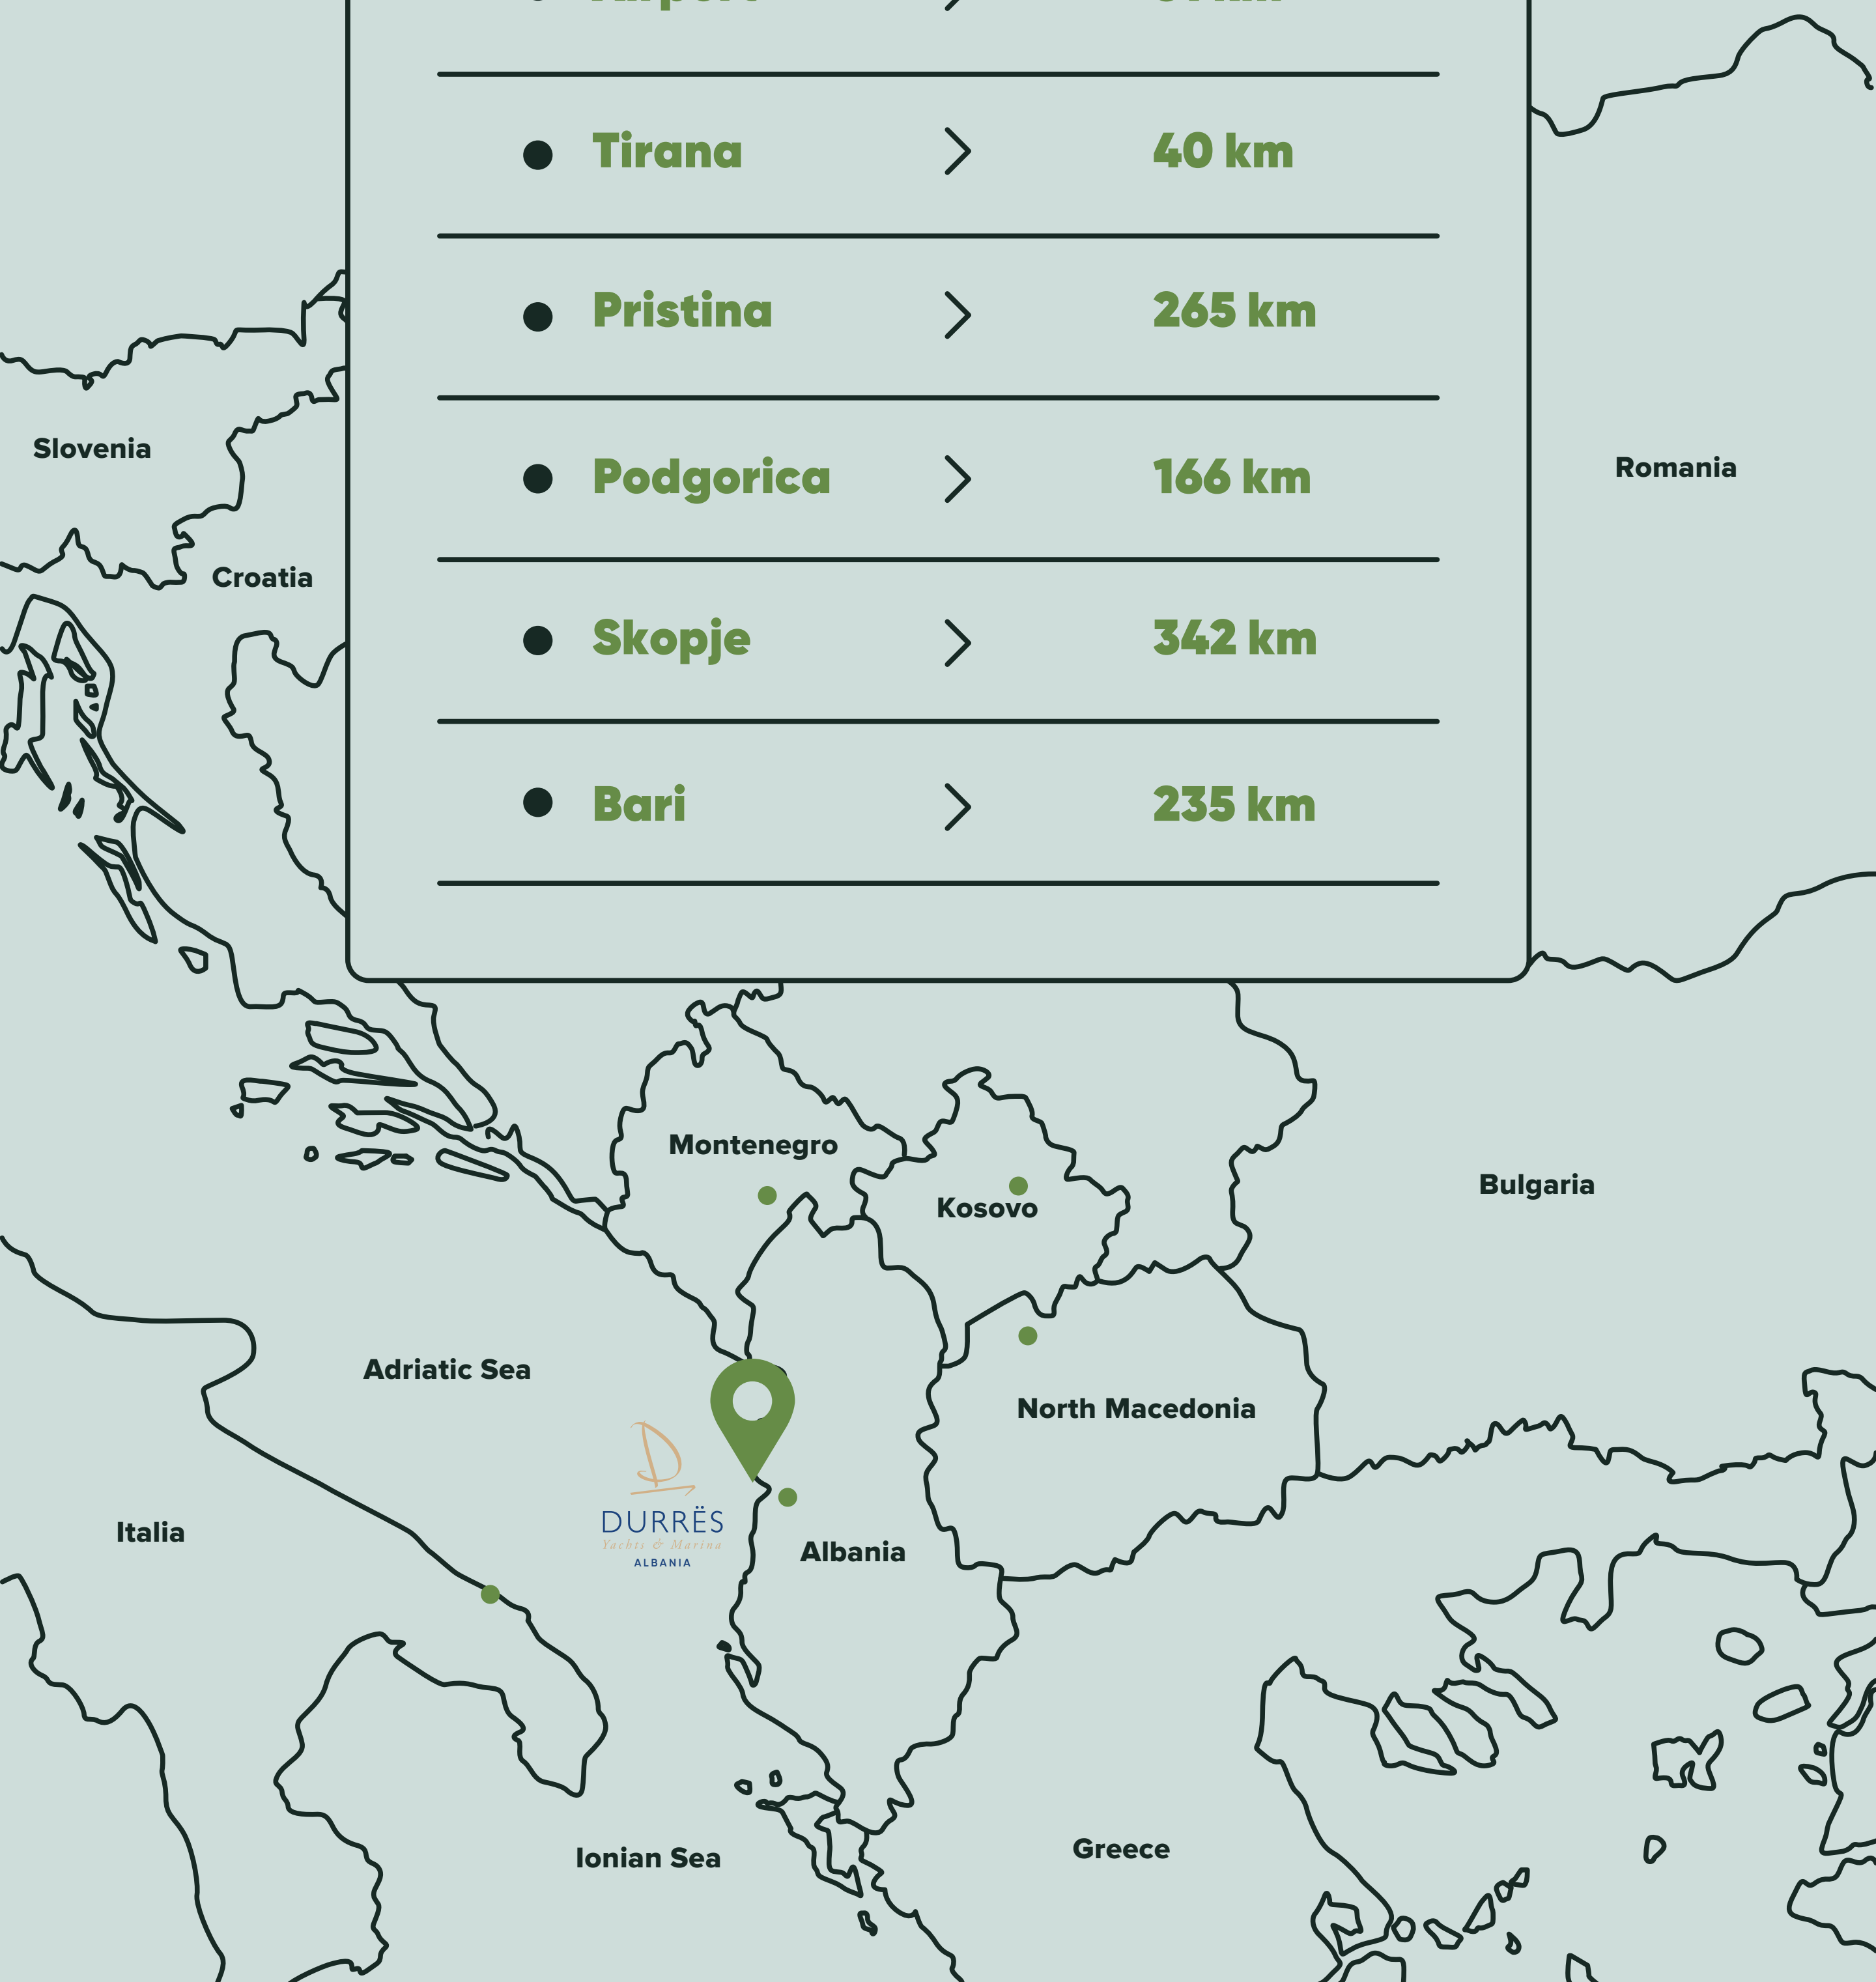 Tirana > 40 km
Pristina > 265 km
Podgorica > 166 km
Skopje > 342 km
Bari > 235 km
Slovenia
Romania
Croatia
Montenegro
Bulgaria
Kosovo
Adriatic Sea
North Macedonia
DURRËS
Yachts & Marina
ALBANIA
Italia
Albania
Greece
Ionian Sea